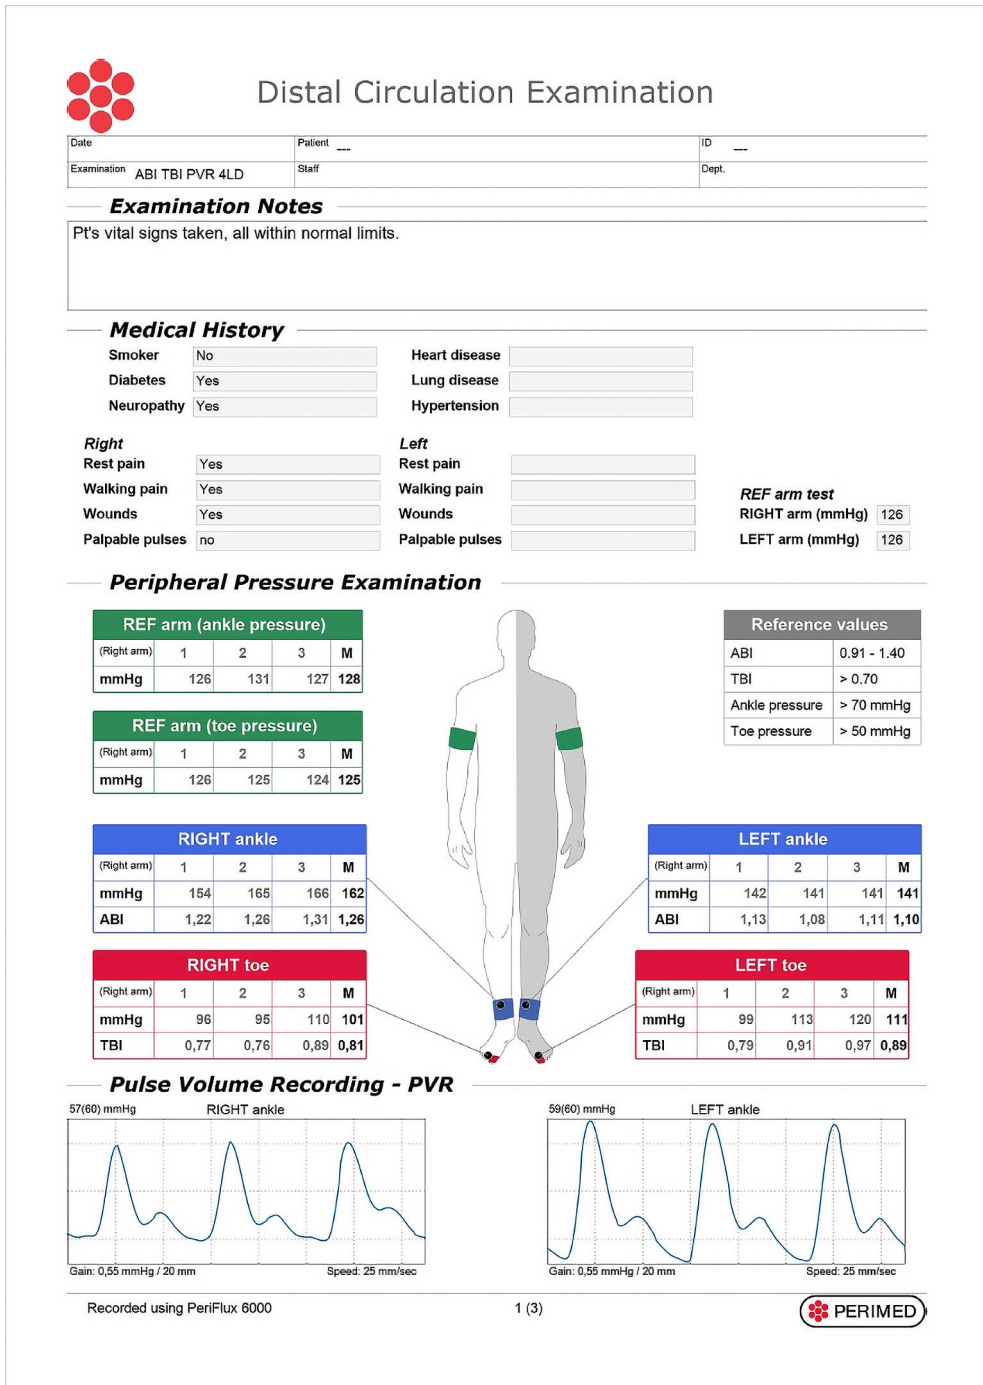 Distal Circulation Examination
Date Patient --- ID ---
Examination ABI TBI PVR 4LD Staff Dept.
Examination Notes
Pt's vital signs taken, all within normal limits.
Medical History
Smoker No Heart disease
Diabetes Yes Lung disease
Neuropathy Yes Hypertension
Right Left
Rest pain Yes Rest pain
Walking pain Yes Walking pain
REF arm test
Wounds Yes Wounds RIGHT arm (mmHg) 126
Palpable pulses no Palpable pulses LEFT arm (mmHg) 126
Peripheral Pressure Examination
REF arm (ankle pressure)
(Right arm) 1 2 3 M
mmHg 126 131 127 128
REF arm (toe pressure)
(Right arm) 1 2 3 M
mmHg 126 125 124 125
Reference values
ABI 0.91 - 1.40
TBI > 0.70
Ankle pressure > 70 mmHg
Toe pressure > 50 mmHg
RIGHT ankle
(Right arm) 1 2 3 M
mmHg 154 165 166 162
ABI 1,22 1,26 1,31 1,26
LEFT ankle
(Right arm) 1 2 3 M
mmHg 142 141 141 141
ABI 1,13 1,08 1,11 1,10
RIGHT toe
(Right arm) 1 2 3 M
mmHg 96 95 110 101
TBI 0,77 0,76 0,89 0,81
LEFT toe
(Right arm) 1 2 3 M
mmHg 99 113 120 111
TBI 0,79 0,91 0,97 0,89
Pulse Volume Recording - PVR
57(60) mmHg RIGHT ankle
Gain: 0,55 mmHg / 20 mm Speed: 25 mm/sec
59(60) mmHg LEFT ankle
Gain: 0,55 mmHg / 20 mm Speed: 25 mm/sec
Recorded using PeriFlux 6000 1 (3) PERIMED